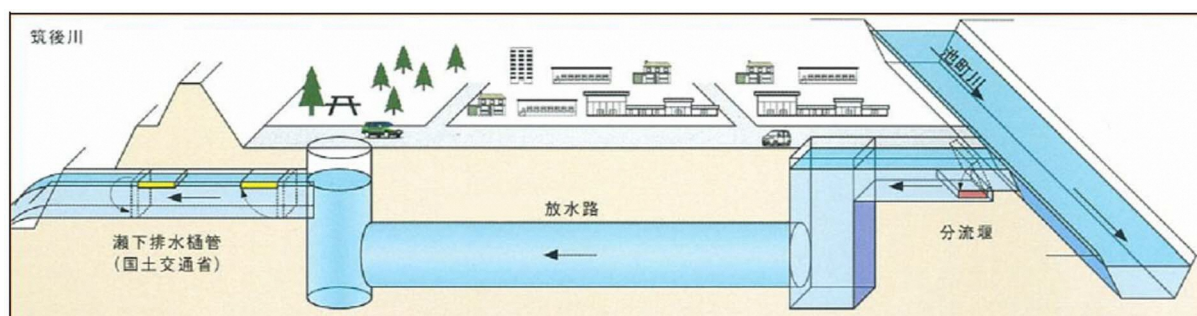 筑後川
池町川
放水路
分流堰
瀬下排水樋管
(国土交通省)